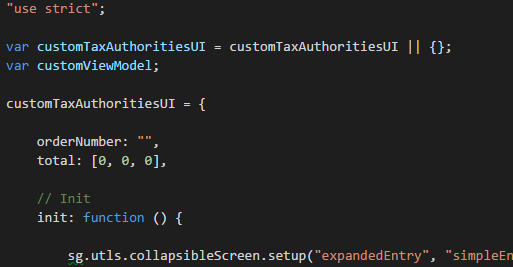 "use strict";
var customTaxAuthoritiesUI = customTaxAuthoritiesUI || {};
var customViewModel;
customTaxAuthoritiesUI = {
orderNumber: "",
total: [0, 0, 0],
// Init
init: function () {
sg.utls.collapsibleScreen.setup("expandedEntry", "simpleEn